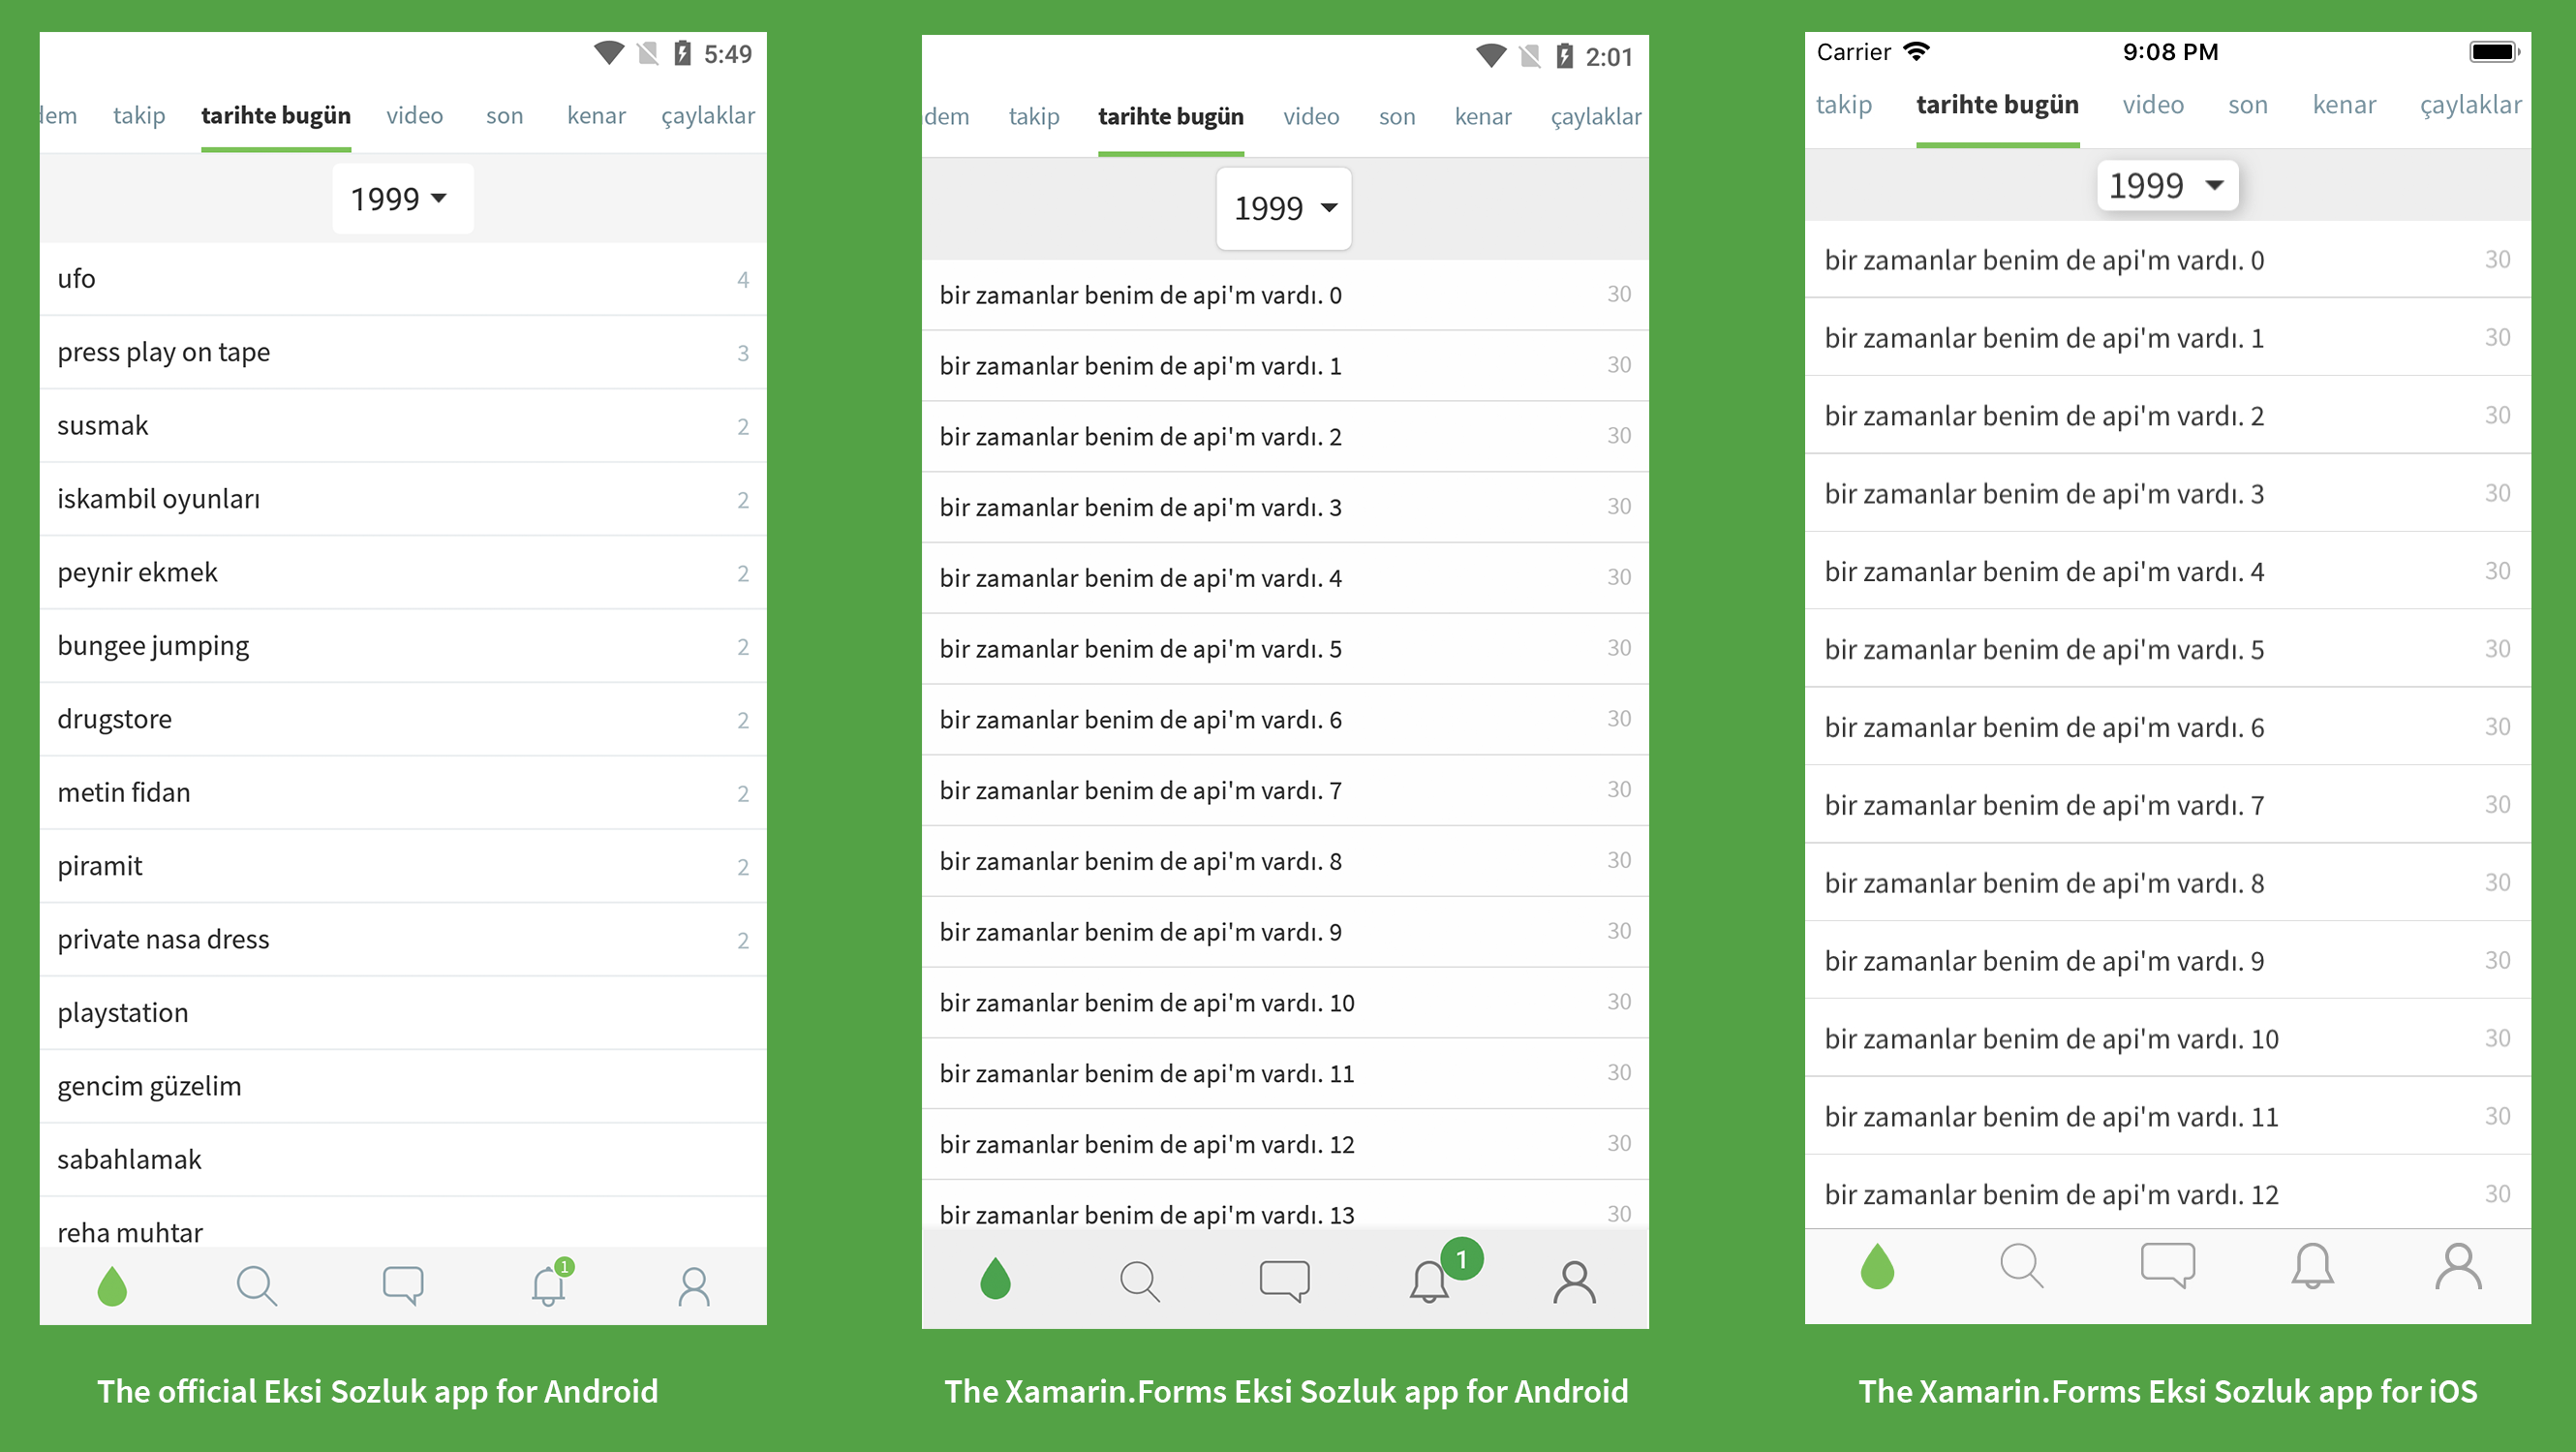 5:49
dem takip tarihte bugün video son kenar çaylaklar
1999
ufo 4
press play on tape 3
susmak 2
iskambil oyunları 2
peynir ekmek 2
bungee jumping 2
drugstore 2
metin fidan 2
piramit 2
private nasa dress 2
playstation
gencim güzelim
sabahlamak
reha muhtar
1
The official Eksi Sozluk app for Android
2:01
dem takip tarihte bugün video son kenar çaylaklar
1999
bir zamanlar benim de api'm vardı. 0 30
bir zamanlar benim de api'm vardı. 1 30
bir zamanlar benim de api'm vardı. 2 30
bir zamanlar benim de api'm vardı. 3 30
bir zamanlar benim de api'm vardı. 4 30
bir zamanlar benim de api'm vardı. 5 30
bir zamanlar benim de api'm vardı. 6 30
bir zamanlar benim de api'm vardı. 7 30
bir zamanlar benim de api'm vardı. 8 30
bir zamanlar benim de api'm vardı. 9 30
bir zamanlar benim de api'm vardı. 10 30
bir zamanlar benim de api'm vardı. 11 30
bir zamanlar benim de api'm vardı. 12 30
bir zamanlar benim de api'm vardı. 13 30
1
The Xamarin.Forms Eksi Sozluk app for Android
Carrier 9:08 PM
takip tarihte bugün video son kenar çaylaklar
1999
bir zamanlar benim de api'm vardı. 0 30
bir zamanlar benim de api'm vardı. 1 30
bir zamanlar benim de api'm vardı. 2 30
bir zamanlar benim de api'm vardı. 3 30
bir zamanlar benim de api'm vardı. 4 30
bir zamanlar benim de api'm vardı. 5 30
bir zamanlar benim de api'm vardı. 6 30
bir zamanlar benim de api'm vardı. 7 30
bir zamanlar benim de api'm vardı. 8 30
bir zamanlar benim de api'm vardı. 9 30
bir zamanlar benim de api'm vardı. 10 30
bir zamanlar benim de api'm vardı. 11 30
bir zamanlar benim de api'm vardı. 12 30
The Xamarin.Forms Eksi Sozluk app for iOS